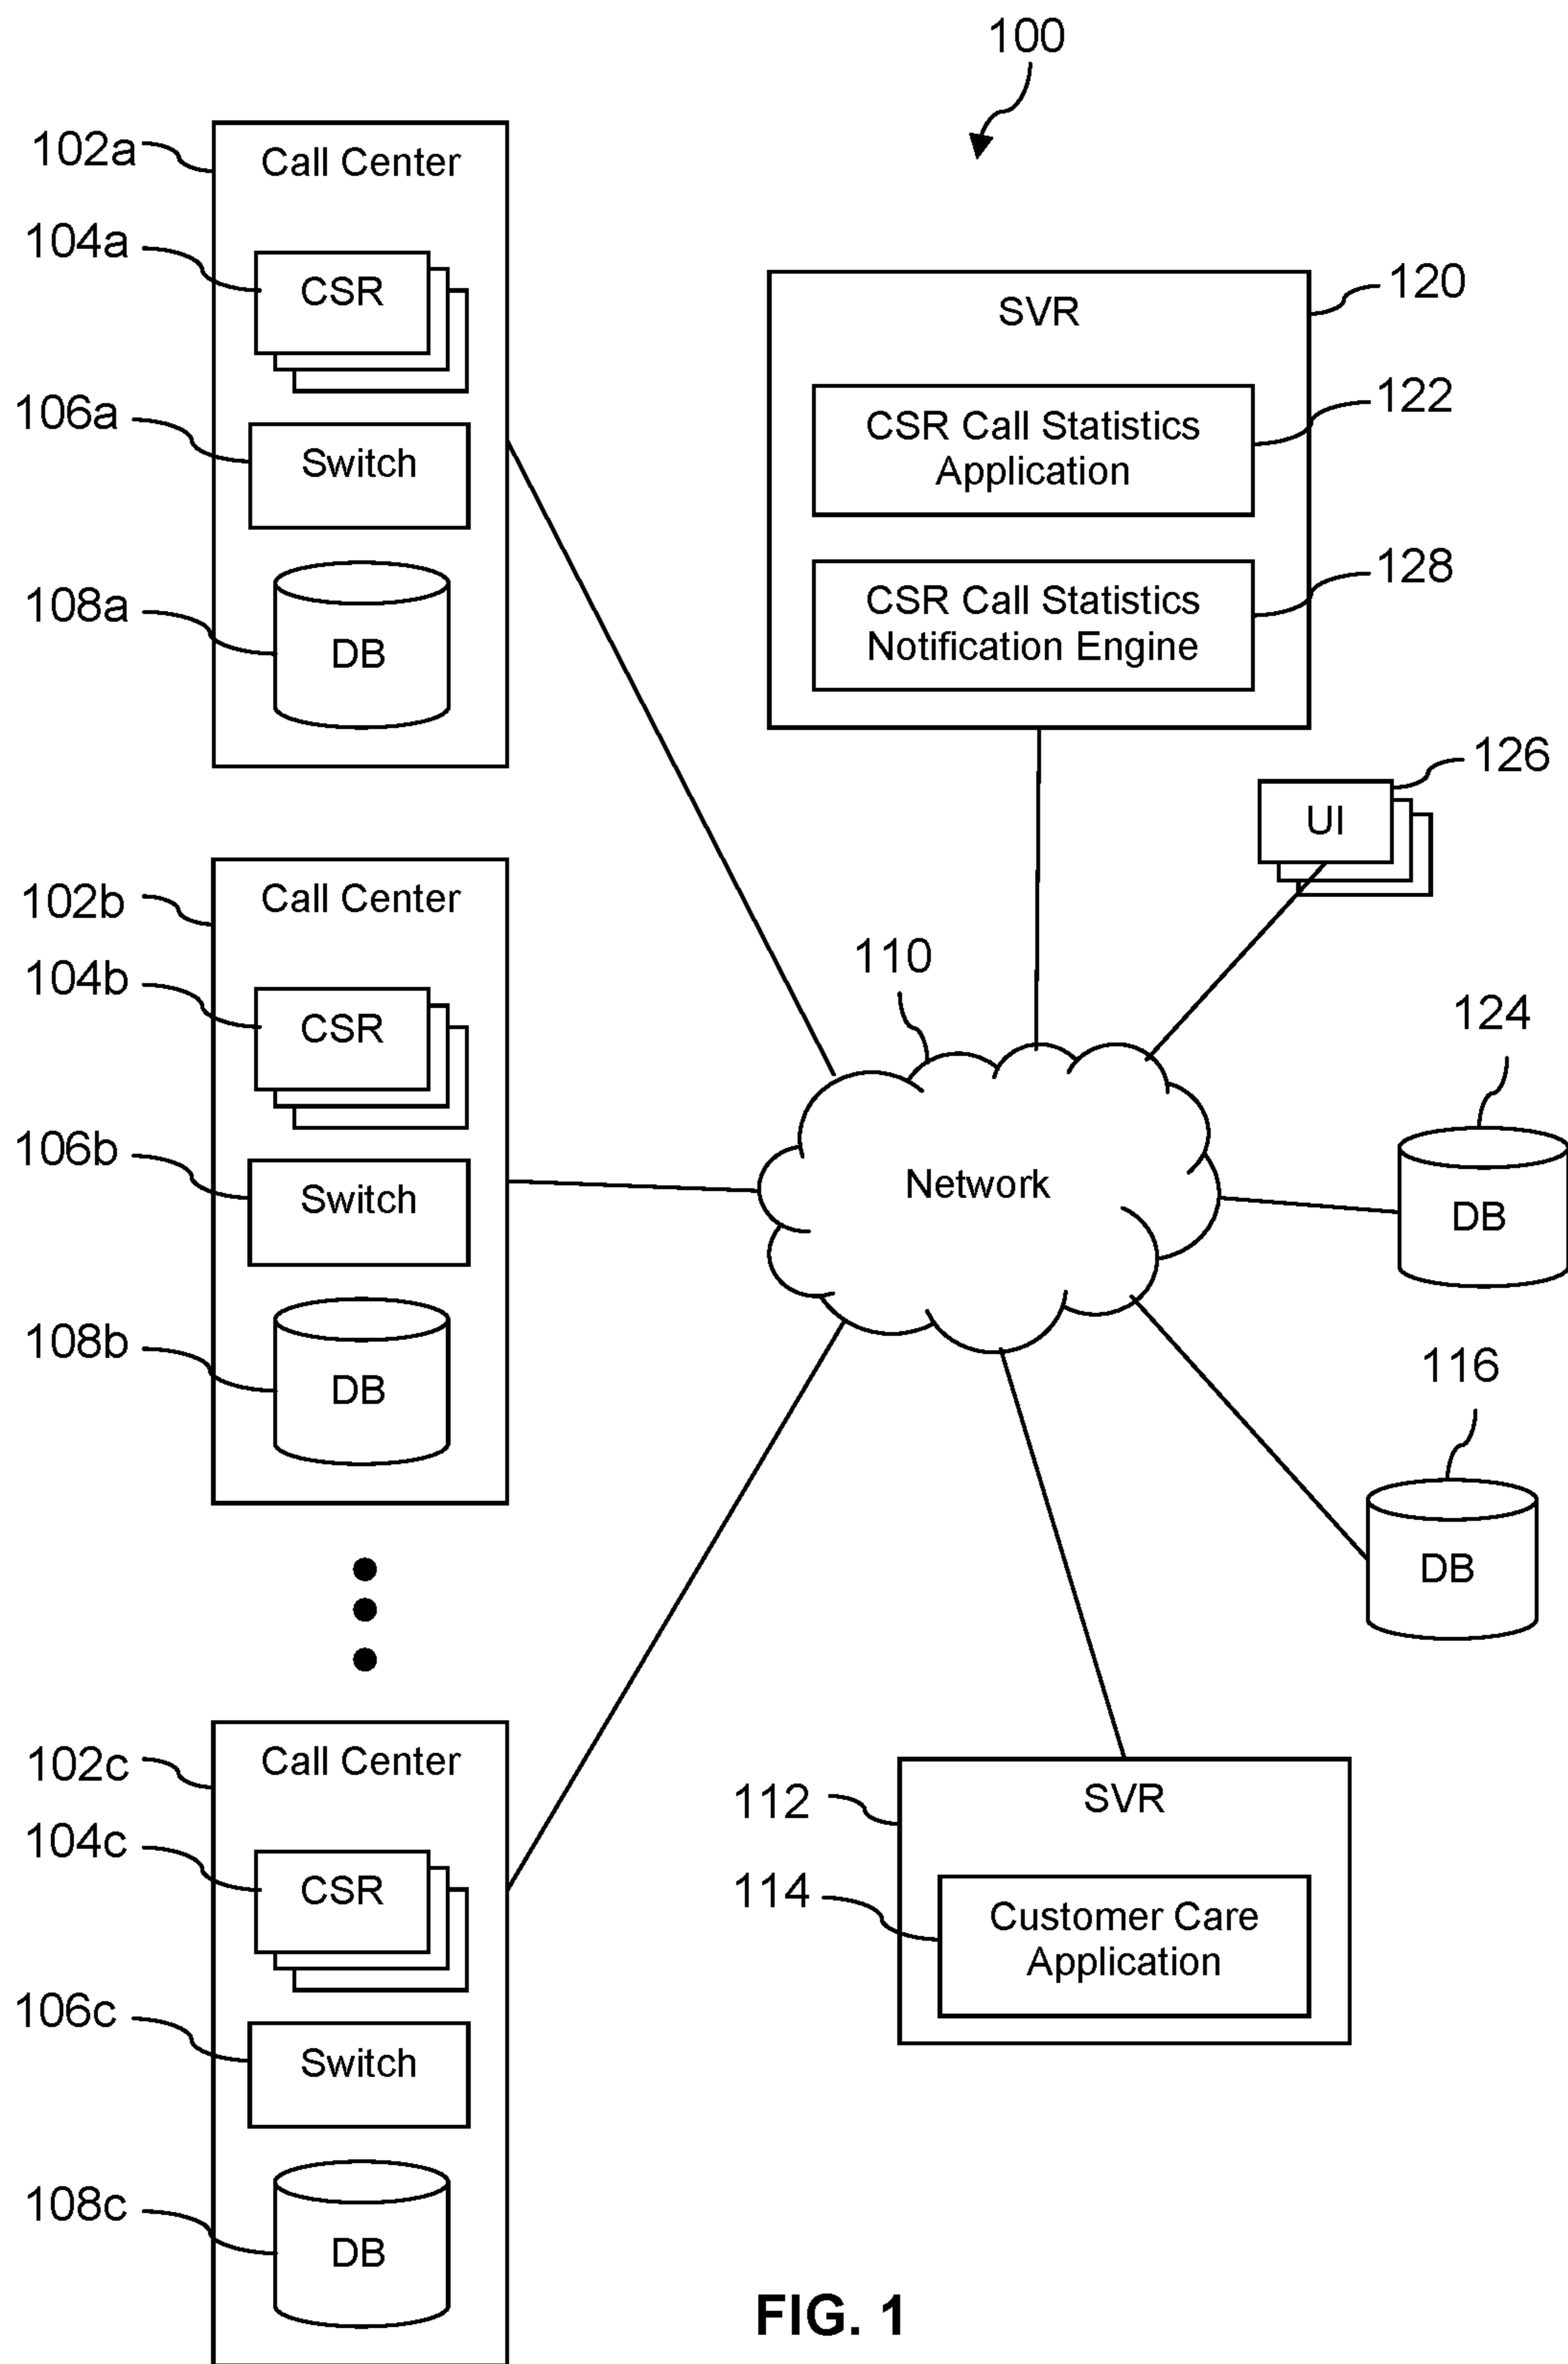 100
102a
Call Center
104a
CSR
106a
Switch
108a
DB
120
SVR
122
CSR Call Statistics
Application
128
CSR Call Statistics
Notification Engine
126
UI
102b
Call Center
104b
CSR
106b
Switch
108b
DB
110
Network
124
DB
116
DB
102c
Call Center
104c
CSR
106c
Switch
108c
DB
112
SVR
114
Customer Care
Application
FIG. 1